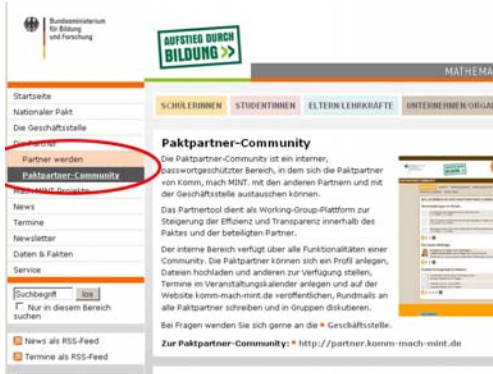 Bundesministerium
für Bildung
und Forschung
AUFSTIEG DURCH
BILDUNG >>
MATHEMA
Startseite
Nationaler Pakt
Die Geschäftsstelle
Die Partner
Partner werden
Paktpartner-Community
Mach MINT-Projekte
News
Termine
Newsletter
Daten & Fakten
Service
Suchbegriff los
Nur in diesem Bereich
suchen
News als RSS-Feed
Termine als RSS-Feed
SCHÜLERINNEN STUDENTINNEN ELTERN LEHRKRÄFTE UNTERNEHMEN ORGA
Paktpartner-Community
Die Paktpartner-Community ist ein interner,
passwortgeschützter Bereich, in dem sich die Paktpartner
von Komm, mach MINT. mit den anderen Partnern und mit
der Geschäftsstelle austauschen können.
Das Partnertool dient als Working-Group-Plattform zur
Steigerung der Effizienz und Transparenz innerhalb des
Paktes und der beteiligten Partner.
Der interne Bereich verfügt über alle Funktionalitäten einer
Community. Die Paktpartner können sich ein Profil anlegen,
Dateien hochladen und anderen zur Verfügung stellen,
Termine im Veranstaltungskalender anlegen und auf der
Website komm-mach-mint.de veröffentlichen, Rundmails an
alle Paktpartner schreiben und in Gruppen diskutieren.
Bei Fragen wenden Sie sich gerne an die Geschäftsstelle.
Zur Paktpartner-Community: http://partner.komm-mach-mint.de